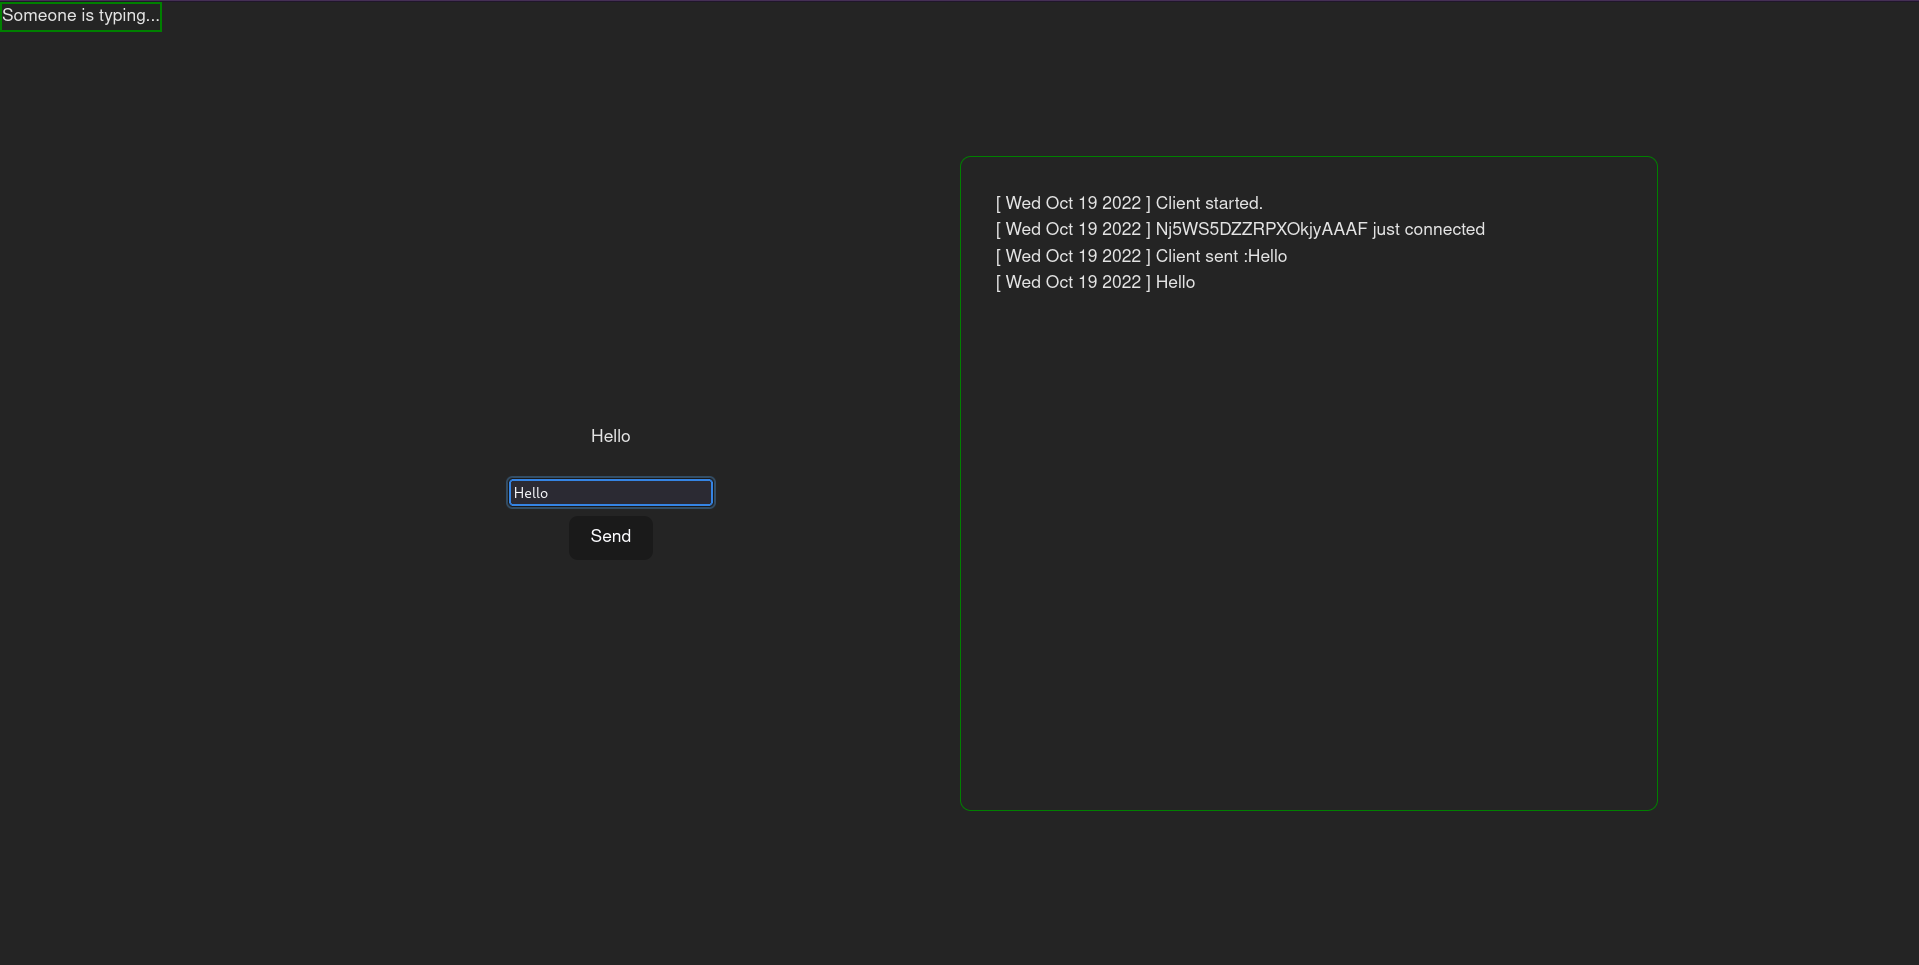 Someone is typing...
[ Wed Oct 19 2022 ] Client started.
[ Wed Oct 19 2022 ] Nj5WS5DZZRPXOkjyAAAF just connected
[ Wed Oct 19 2022 ] Client sent :Hello
[ Wed Oct 19 2022 ] Hello
Hello
Hello
Send